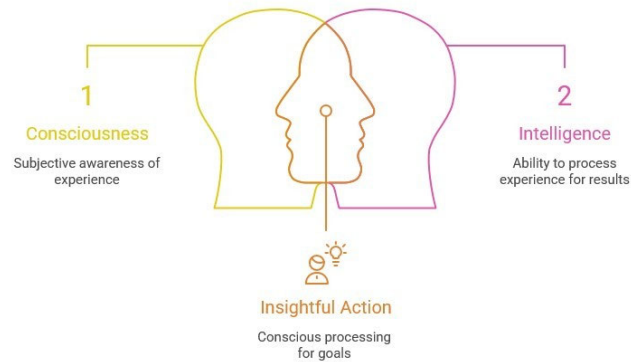 1
Consciousness
Subjective awareness of
experience
2
Intelligence
Ability to process
experience for results
Insightful Action
Conscious processing
for goals